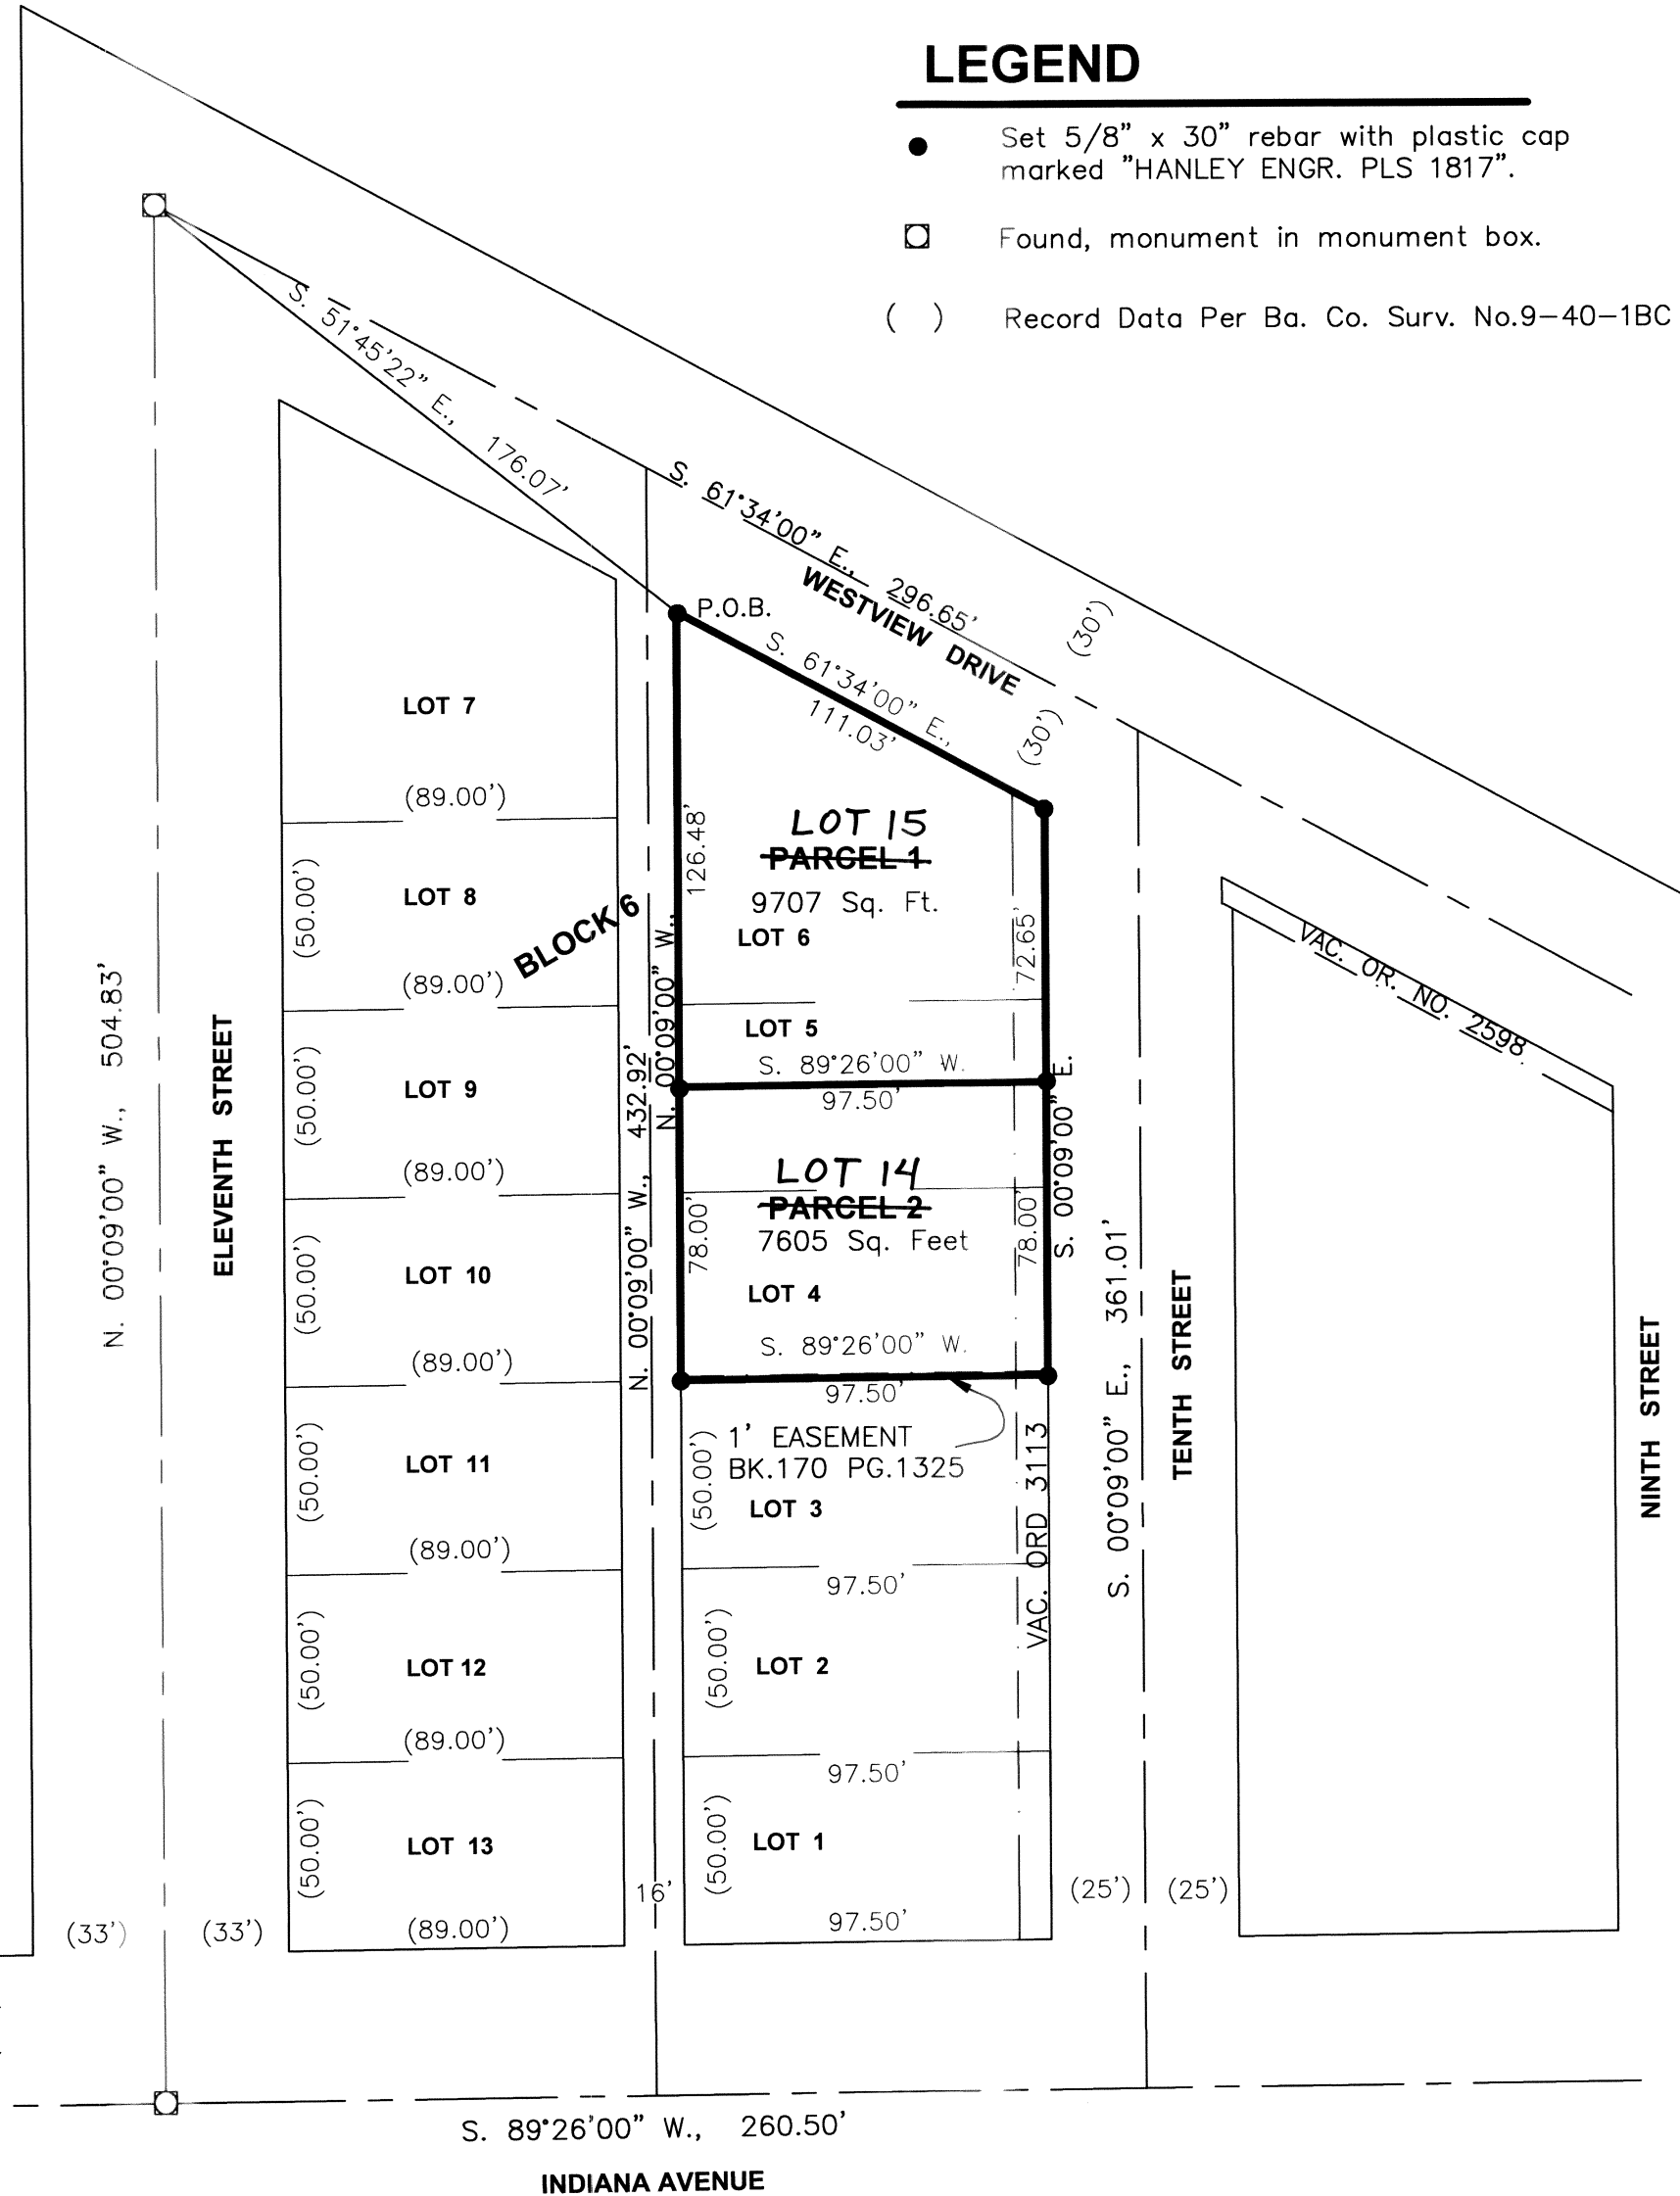 LEGEND
Set 5/8" x 30" rebar with plastic cap
marked "HANLEY ENGR. PLS 1817".
Found, monument in monument box.
( ) Record Data Per Ba. Co. Surv. No.9-40-1BC
S. 51°45'22" E., 176.07'
S. 61°34'00" E., 296.65'
WESTVIEW DRIVE
(30')
(30')
P.O.B.
S. 61°34'00" E.,
111.03'
LOT 7
(89.00')
LOT 15
PARCEL 1
9707 Sq. Ft.
LOT 6
126.48'
N. 00°09'00" W.,
72.65'
(50.00')
LOT 8
(89.00')
BLOCK 6
LOT 5
S. 89°26'00" W.
97.50'
VAC. OR. NO. 2598
N. 00°09'00" W., 504.83'
ELEVENTH STREET
(50.00')
LOT 9
(89.00')
N. 00°09'00" W., 432.92'
LOT 14
PARCEL 2
7605 Sq. Feet
78.00'
78.00'
S. 00°09'00" E.
LOT 4
S. 89°26'00" W.
97.50'
(50.00')
LOT 10
(89.00')
S. 00°09'00" E., 361.01'
TENTH STREET
NINTH STREET
1' EASEMENT
BK.170 PG.1325
(50.00')
LOT 3
97.50'
VAC. ORD 3113
(50.00')
LOT 11
(89.00')
(50.00')
LOT 12
(89.00')
(50.00')
LOT 2
97.50'
(50.00')
LOT 13
(89.00')
(50.00')
LOT 1
97.50'
(33')
(33')
16'
(25')
(25')
S. 89°26'00" W., 260.50'
INDIANA AVENUE